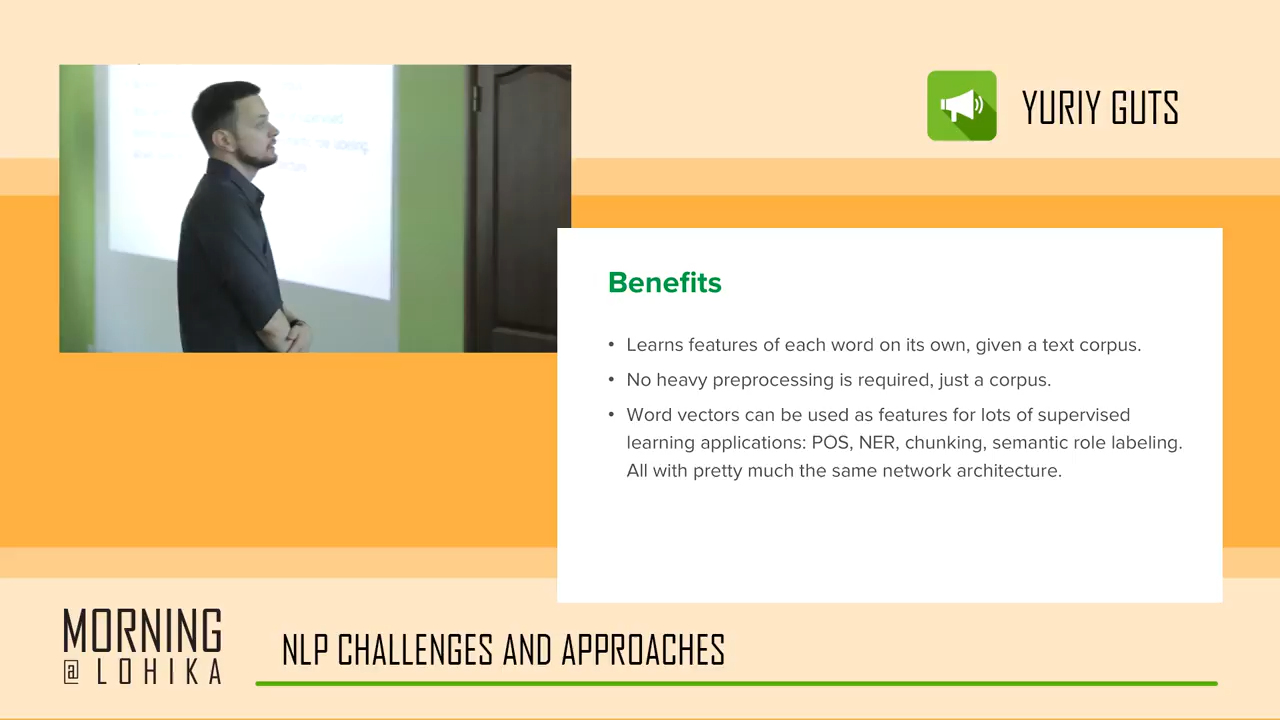 YURIY GUTS
Benefits
• Learns features of each word on its own, given a text corpus.
• No heavy preprocessing is required, just a corpus.
• Word vectors can be used as features for lots of supervised
learning applications: POS, NER, chunking, semantic role labeling.
All with pretty much the same network architecture.
MORNING
@ LOHIKA
NLP CHALLENGES AND APPROACHES